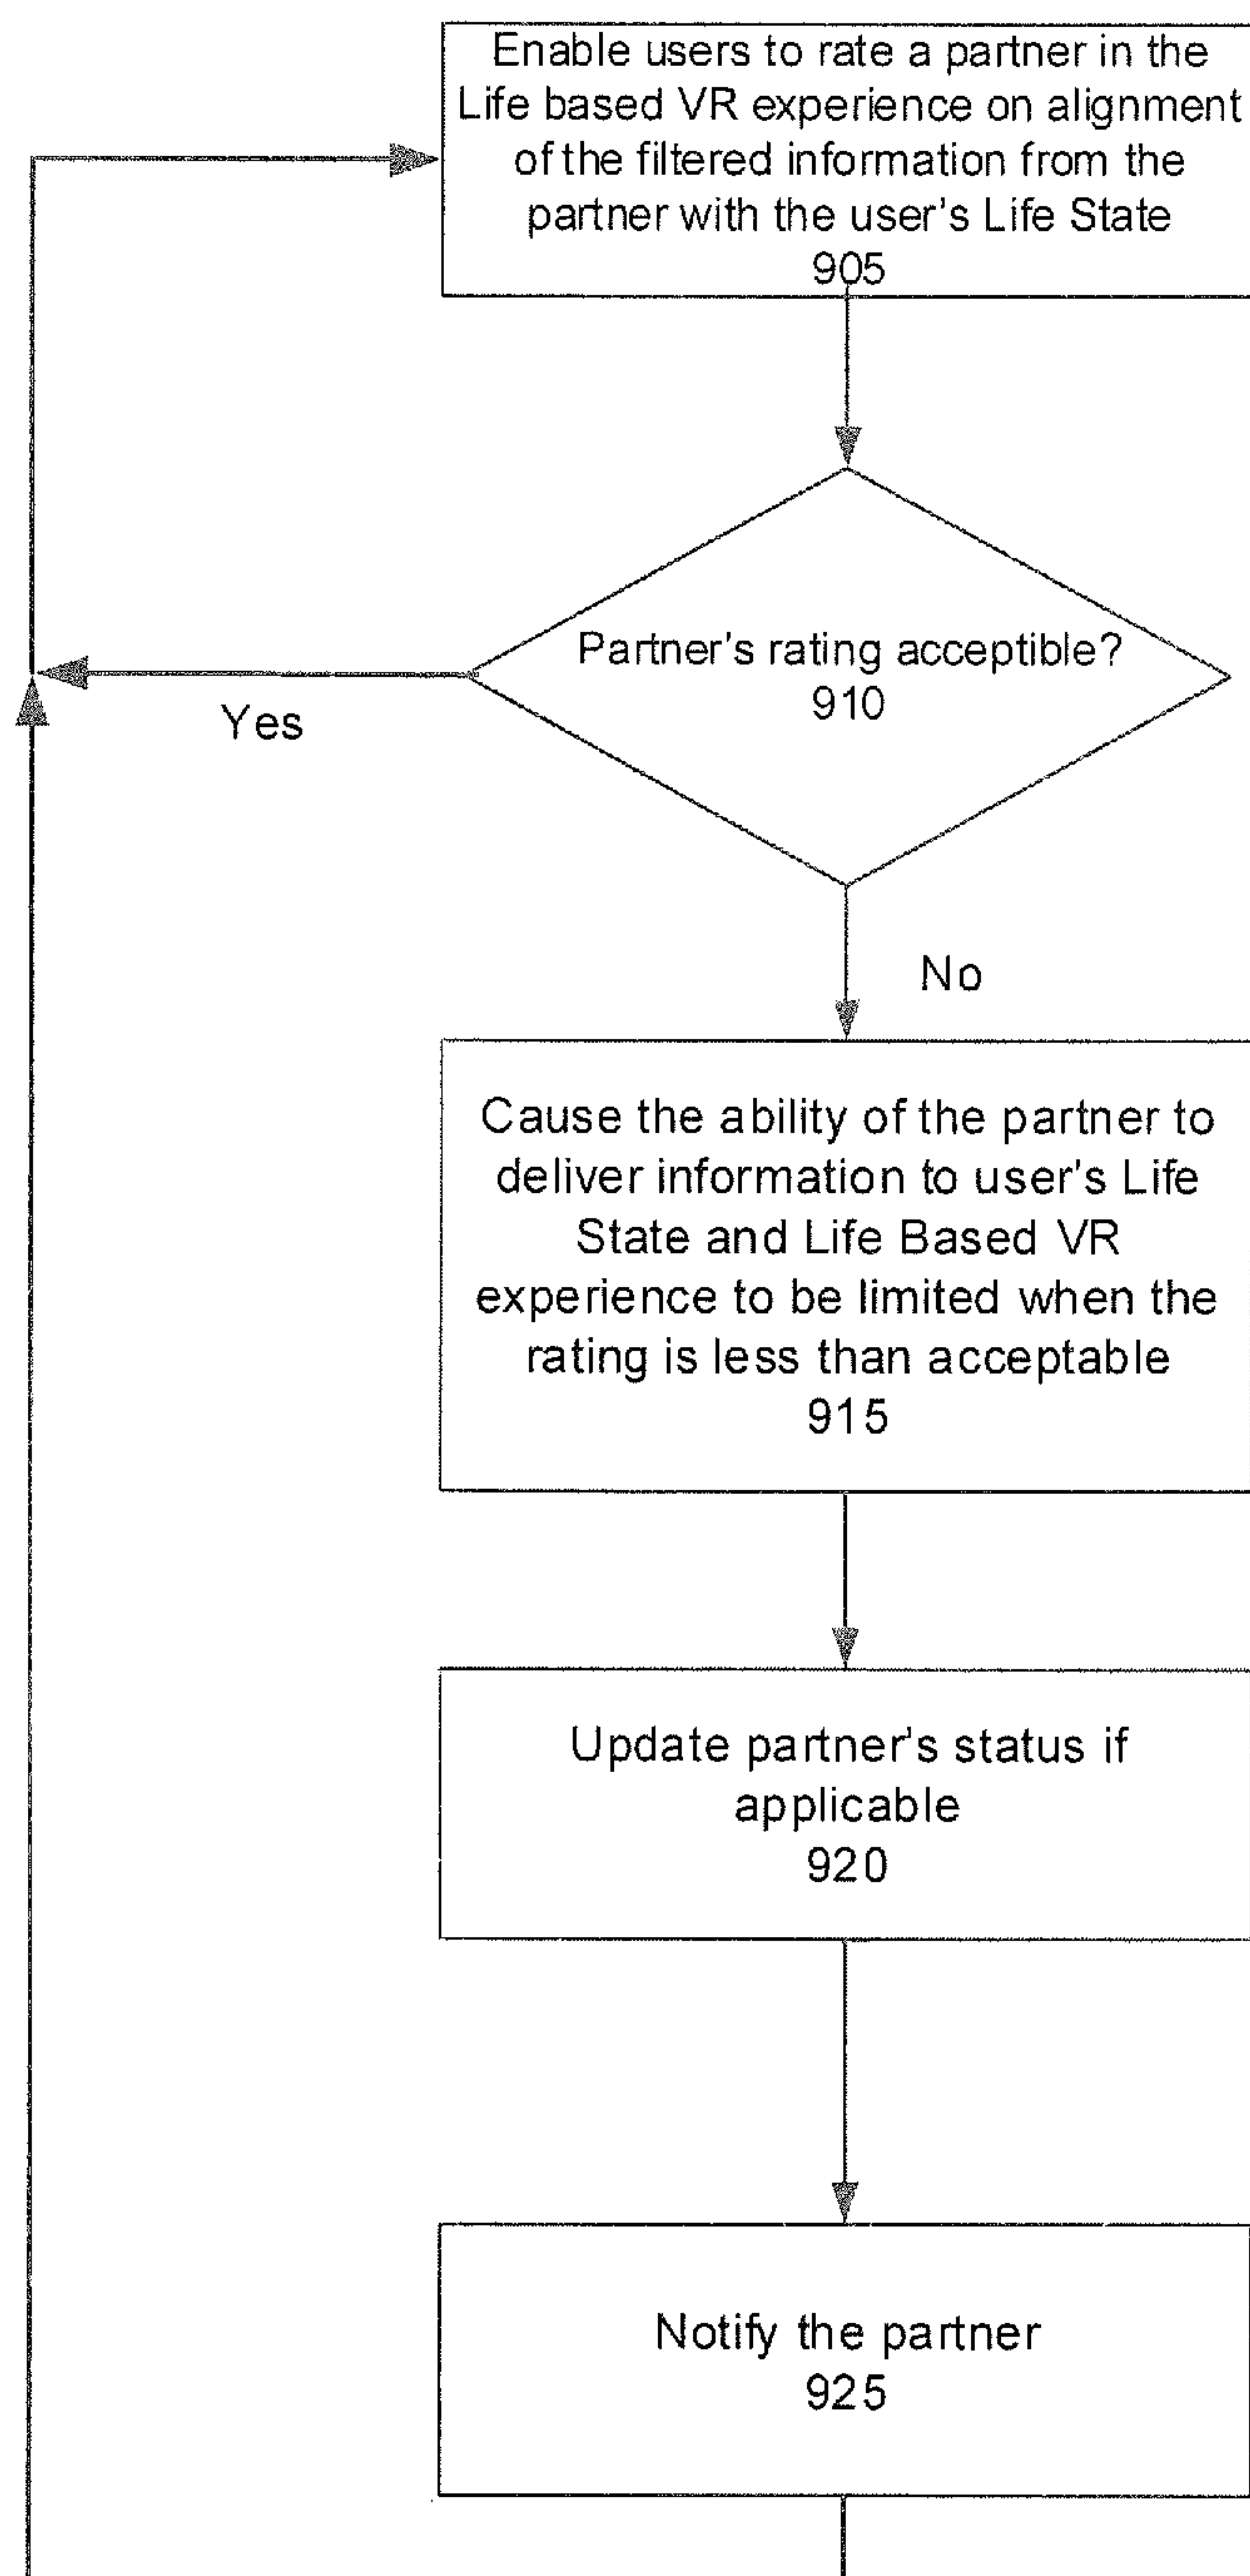 Enable users to rate a partner in the
Life based VR experience on alignment
of the filtered information from the
partner with the user's Life State
905
Partner's rating acceptible?
910
Yes
No
Cause the ability of the partner to
deliver information to user's Life
State and Life Based VR
experience to be limited when the
rating is less than acceptable
915
Update partner's status if
applicable
920
Notify the partner
925